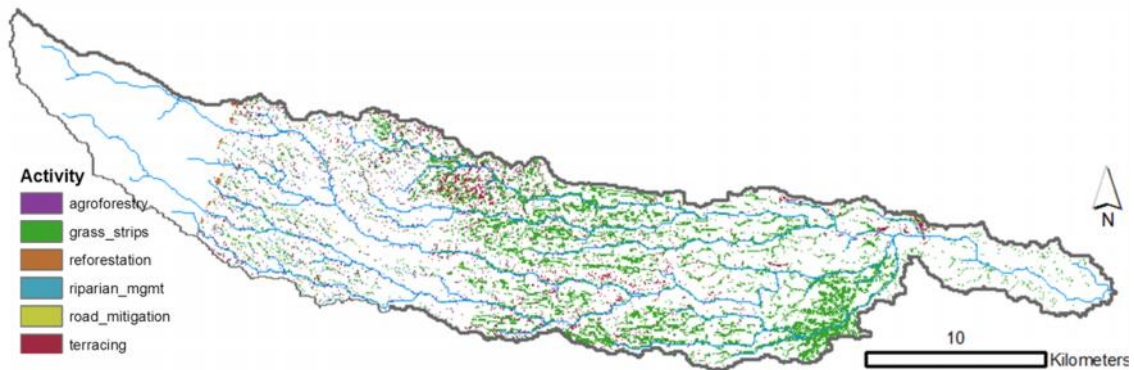 Activity
agroforestry
grass_strips
reforestation
riparian_mgmt
road_mitigation
terracing
N
10
Kilometers